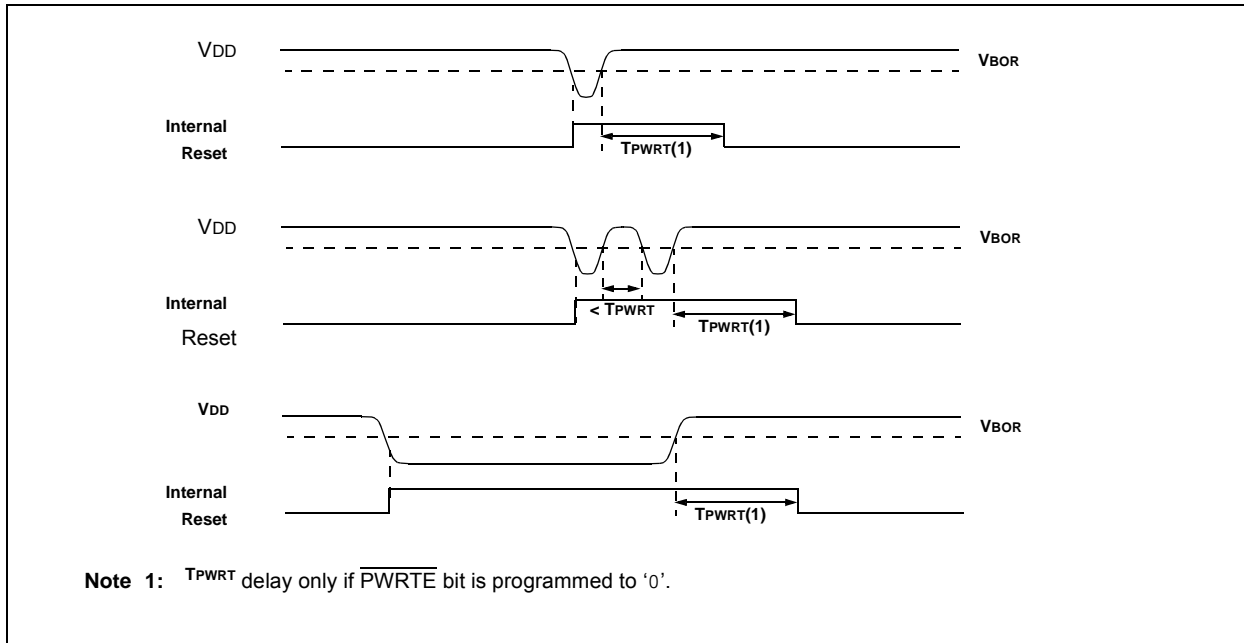 VDD
VBOR
Internal
Reset
TPWRT(1)
VDD
VBOR
Internal
Reset
< TPWRT
TPWRT(1)
VDD
VBOR
Internal
Reset
TPWRT(1)
Note 1: TPWRT delay only if PWRTE bit is programmed to ‘0’.